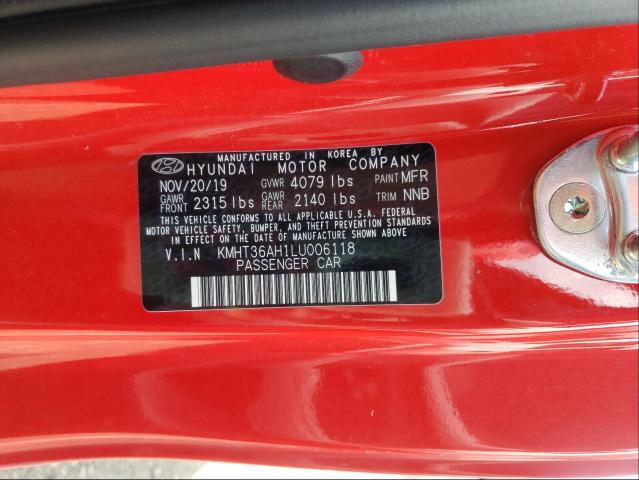 MANUFACTURED IN KOREA BY
HYUNDAI MOTOR COMPANY
NOV/20/19 GVWR 4079 lbs PAINT MFR
GAWR FRONT 2315 lbs GAWR REAR 2140 lbs TRIM NNB
THIS VEHICLE CONFORMS TO ALL APPLICABLE U.S.A. FEDERAL
MOTOR VEHICLE SAFETY, BUMPER, AND THEFT PREVENTION STANDARDS
IN EFFECT ON THE DATE OF MANUFACTURE SHOWN ABOVE.
V.I.N KMHT36AH1LU006118
PASSENGER CAR